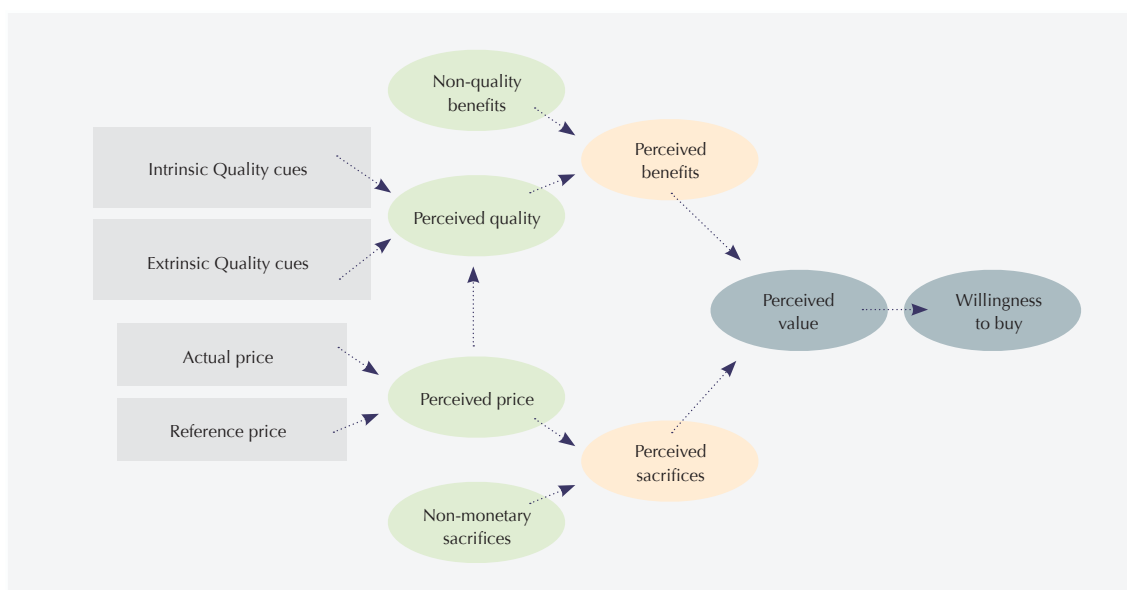 Non-quality
benefits
Perceived
benefits
Intrinsic Quality cues
Perceived quality
Extrinsic Quality cues
Perceived
value
Willingness
to buy
Actual price
Perceived price
Reference price
Perceived
sacrifices
Non-monetary
sacrifices